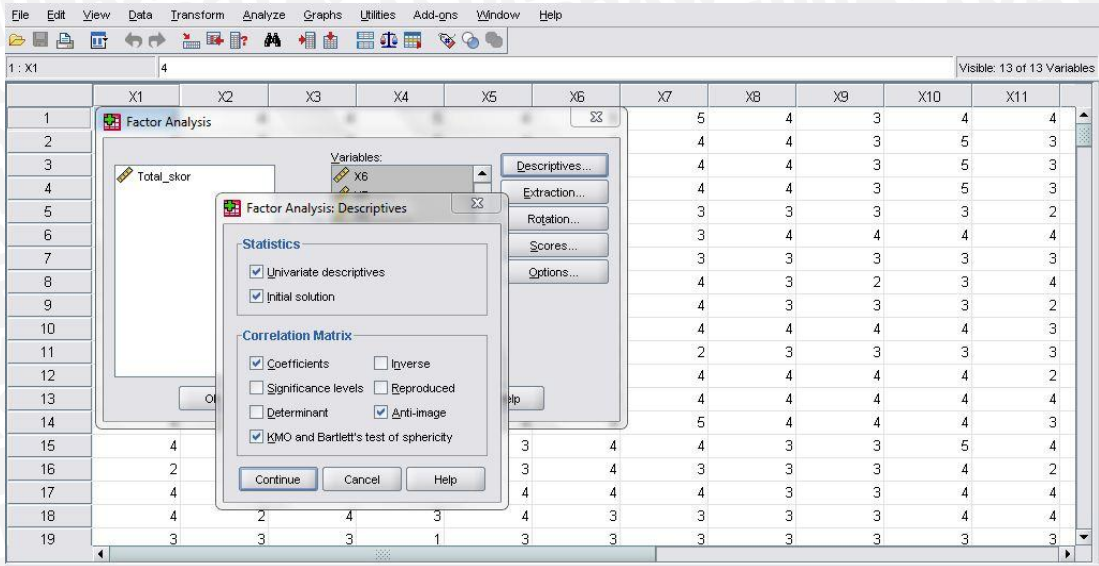 File Edit View Data Transform Analyze Graphs Utilities Add-ons Window Help
1 : X1 4 Visible: 13 of 13 Variables
X1 X2 X3 X4 X5 X6 X7 X8 X9 X10 X11
1 5 4 3 4 4
2 4 4 3 5 3
3 4 4 3 5 3
4 4 4 3 5 3
5 3 3 3 3 2
6 3 4 4 4 4
7 3 3 3 3 3
8 4 3 2 3 4
9 4 3 3 3 2
10 4 4 4 4 3
11 2 3 3 3 3
12 4 4 4 4 2
13 4 4 4 4 4
14 5 4 4 4 3
15 4 3 4 4 3 3 5 4
16 2 3 4 3 3 3 4 2
17 4 4 4 4 3 3 4 4
18 4 2 4 3 4 3 3 3 3 4 4
19 3 3 3 1 3 3 3 3 3 3 3
Factor Analysis
Variables:
Total_skor
X6
Descriptives...
Extraction...
Rotation...
Scores...
Options...
Factor Analysis: Descriptives
Statistics
Univariate descriptives
Initial solution
Correlation Matrix
Coefficients Inverse
Significance levels Reproduced
Determinant Anti-image
KMO and Bartlett's test of sphericity
Continue Cancel Help